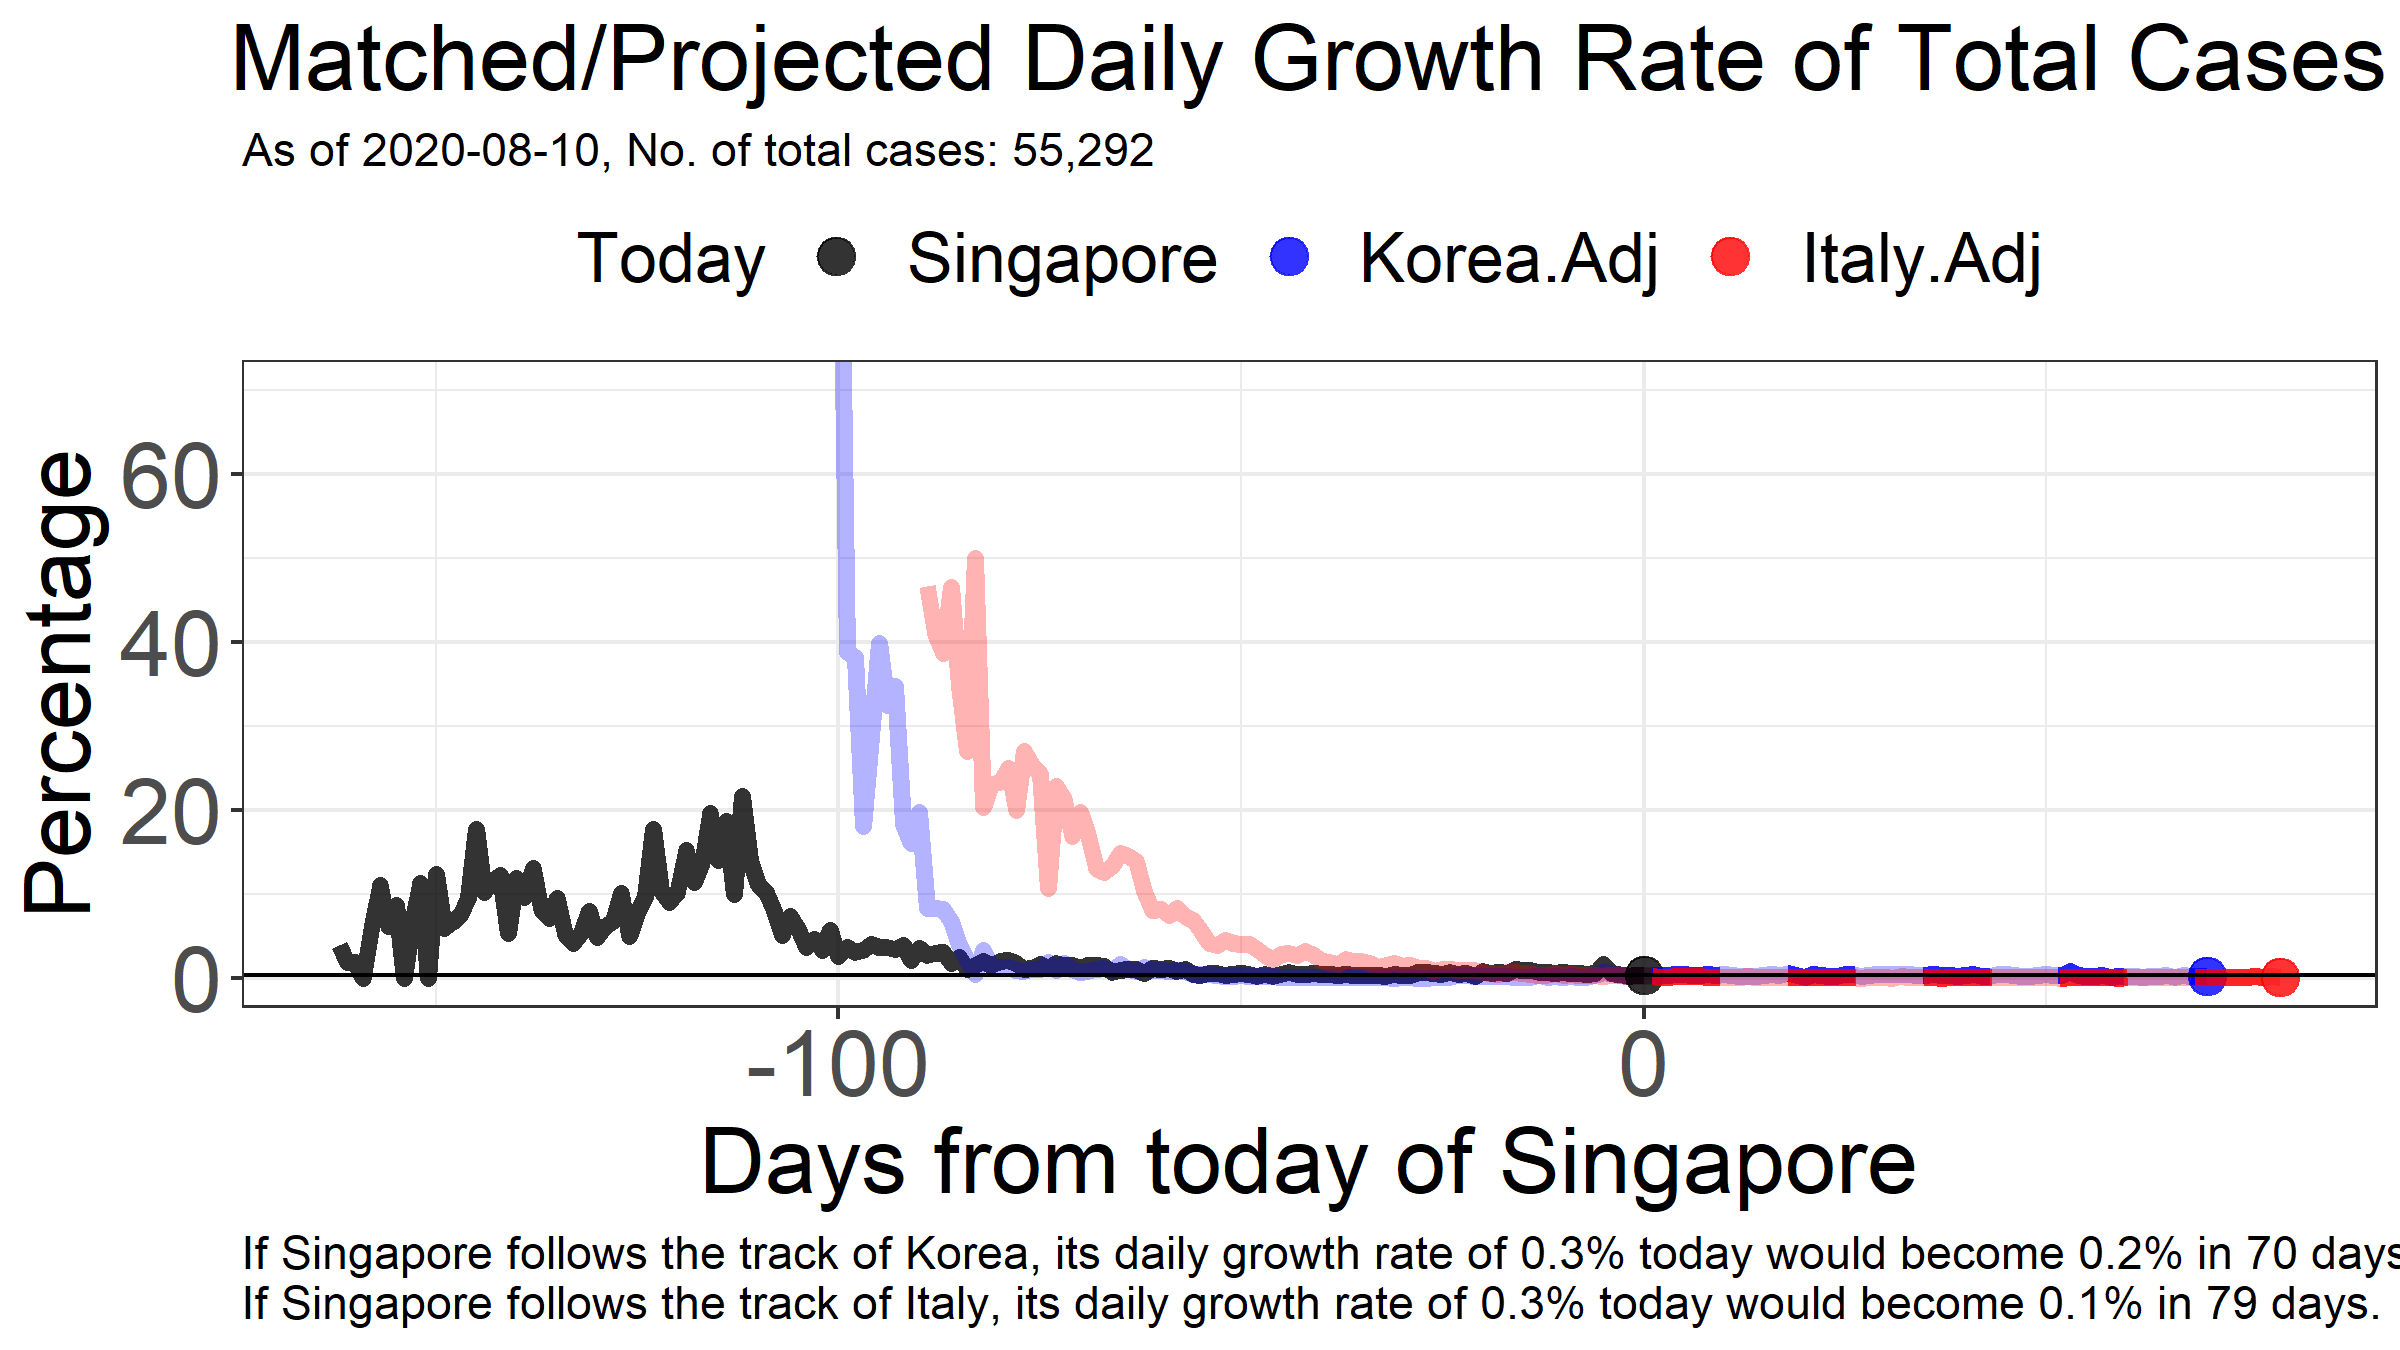 Matched/Projected Daily Growth Rate of Total Cases
As of 2020-08-10, No. of total cases: 55,292
Today Singapore Korea.Adj Italy.Adj
Percentage
60
40
20
0
-100 0
Days from today of Singapore
If Singapore follows the track of Korea, its daily growth rate of 0.3% today would become 0.2% in 70 days
If Singapore follows the track of Italy, its daily growth rate of 0.3% today would become 0.1% in 79 days.